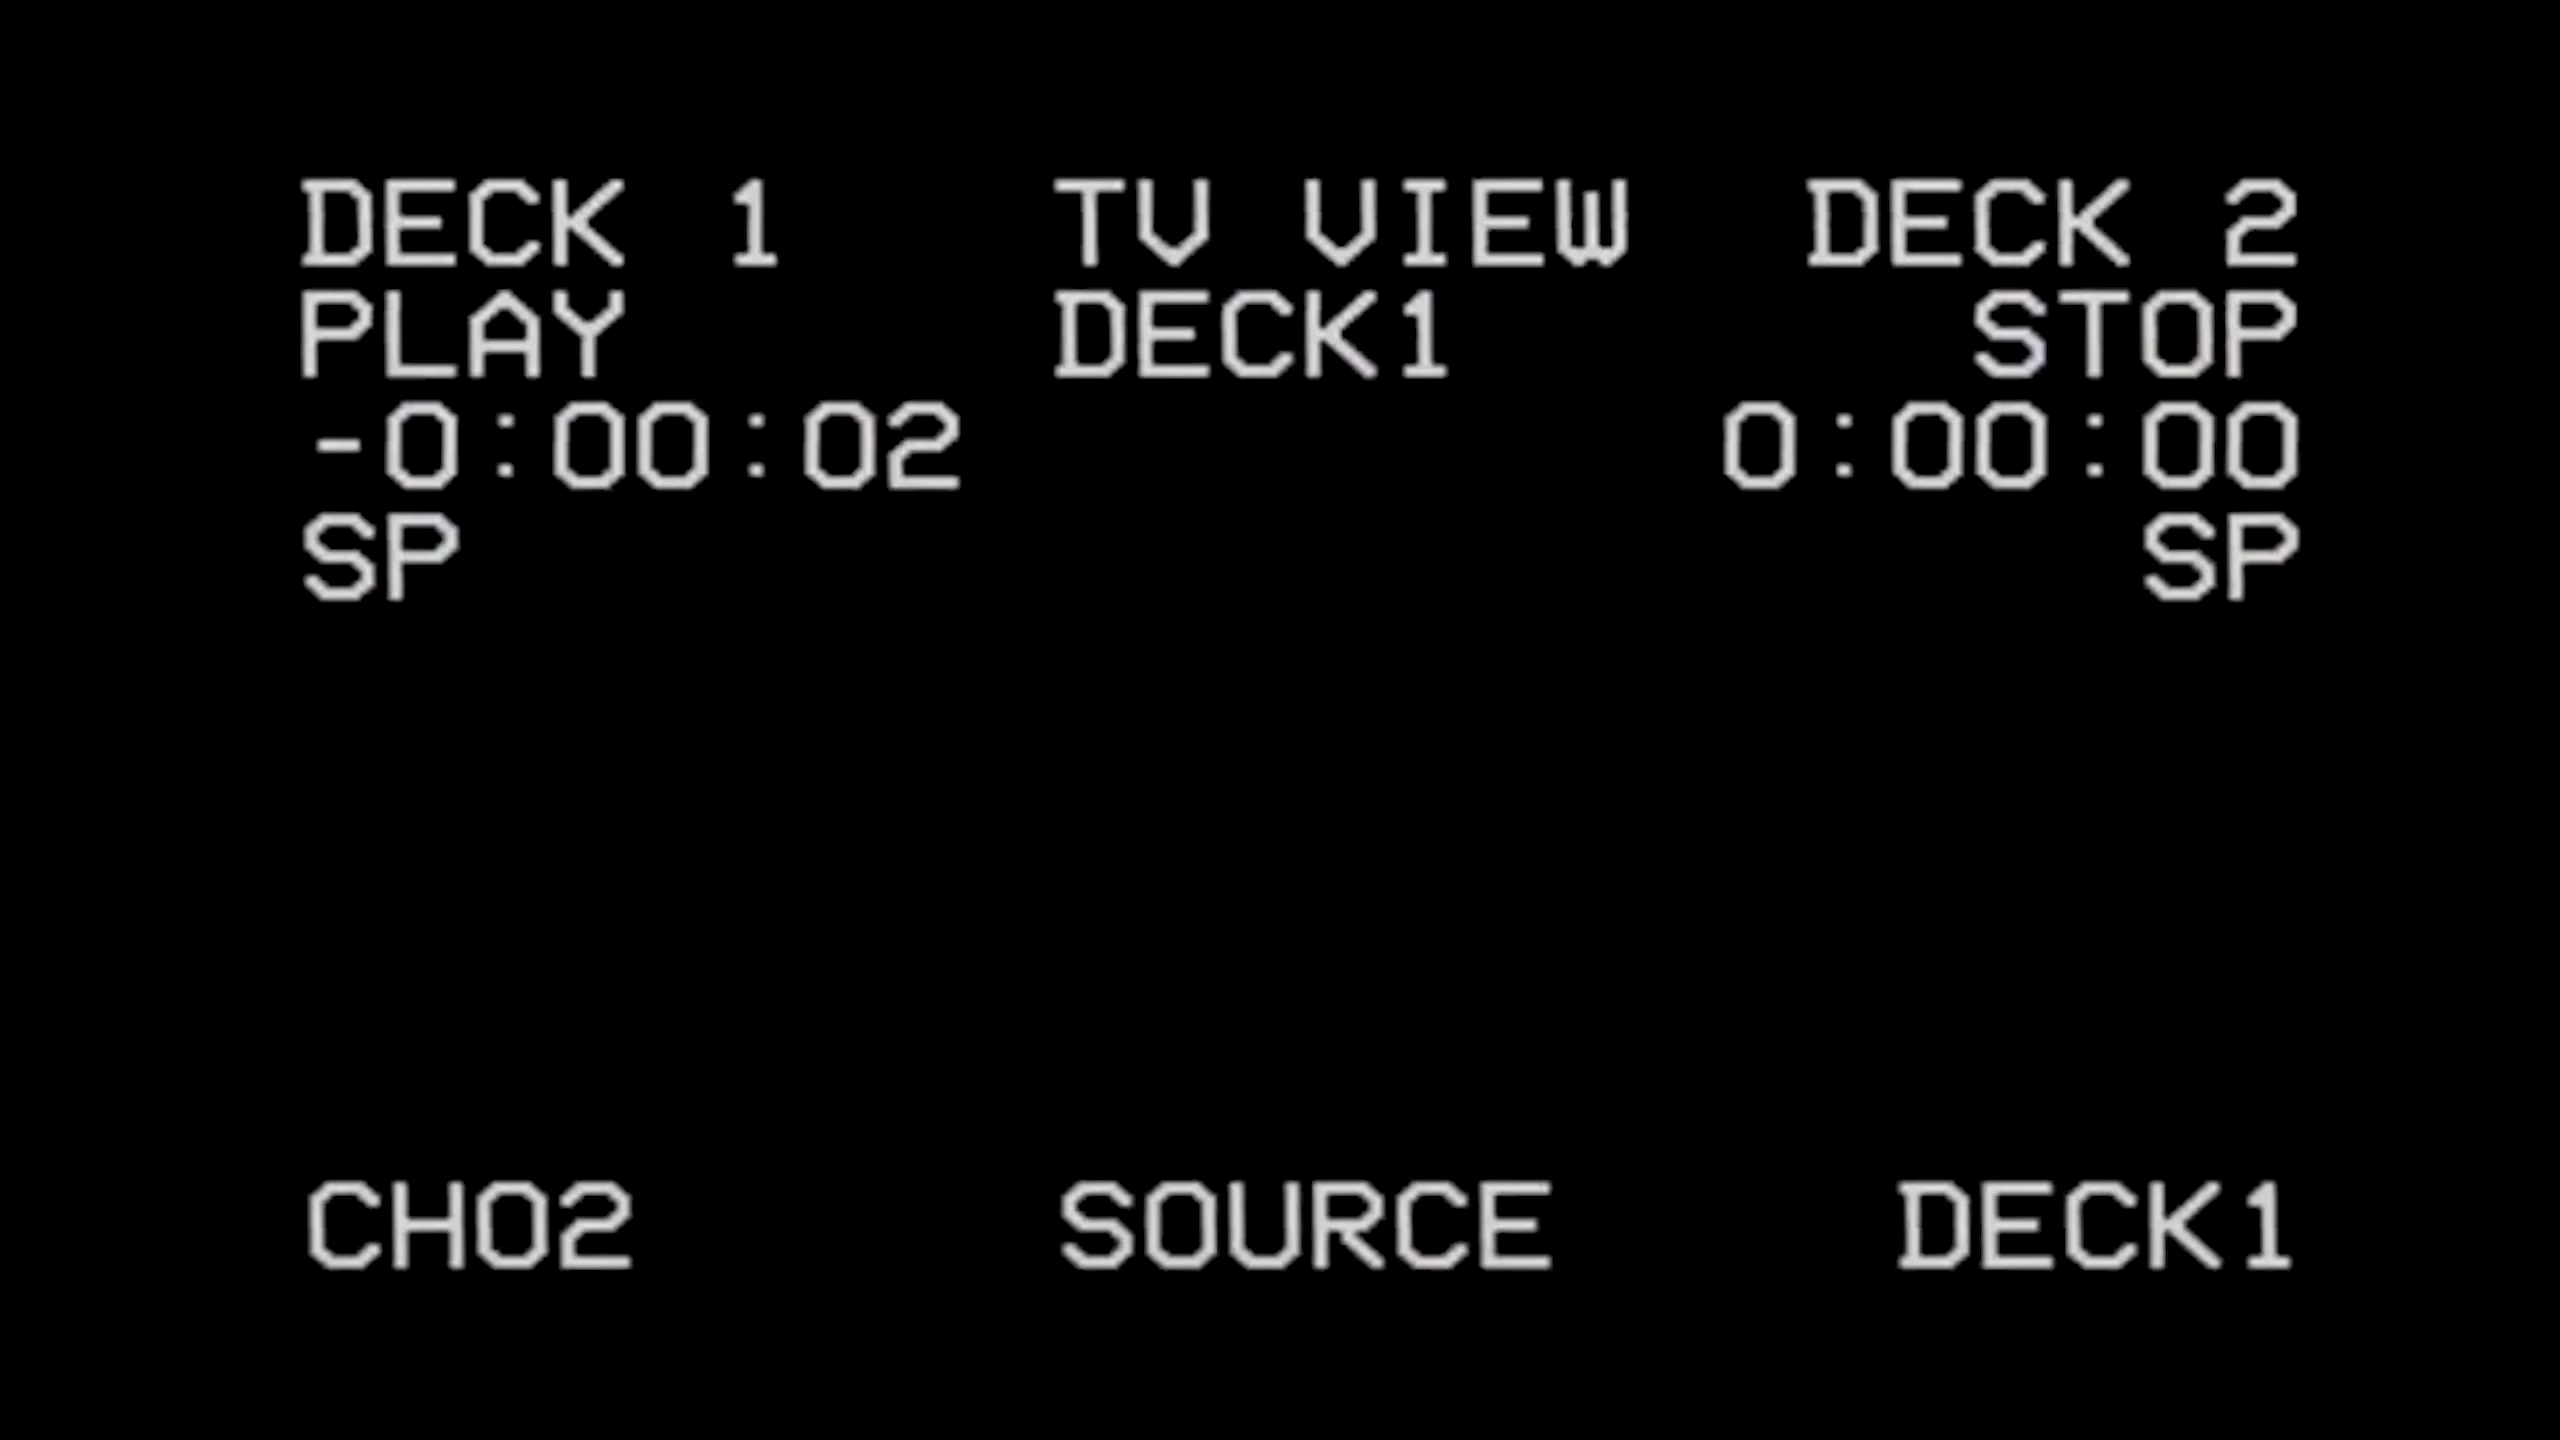 DECK 1 TV VIEW DECK 2
PLAY DECK1 STOP
-0:00:02 0:00:00
SP SP
CH02 SOURCE DECK1